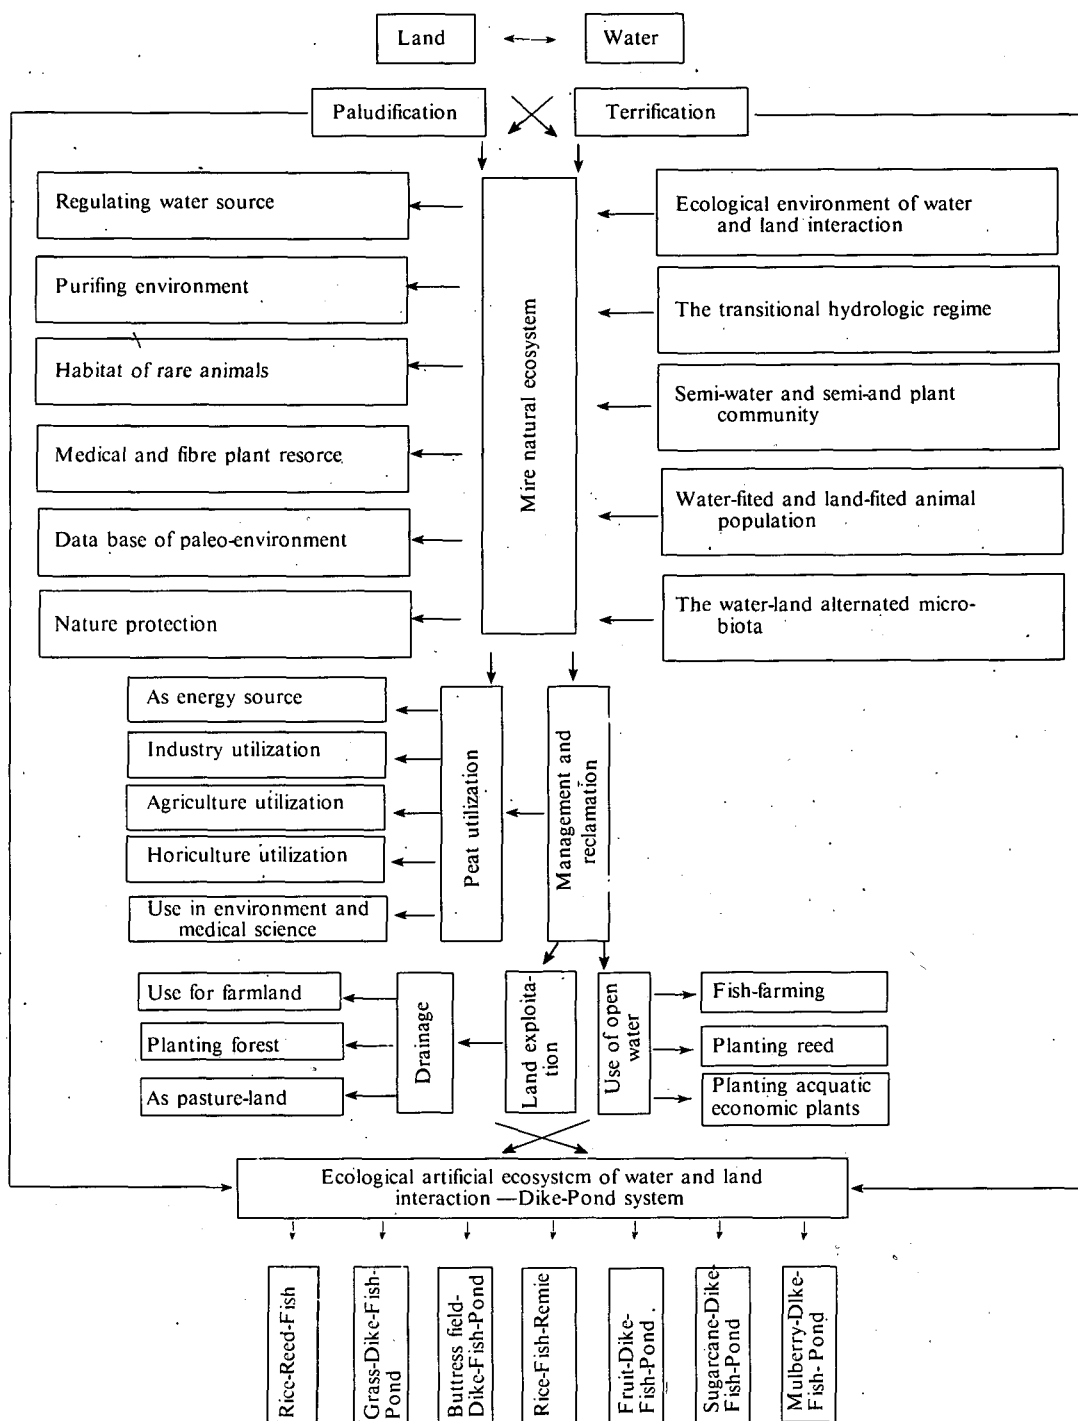 Land
Water
Paludification
Terrification
Regulating water source
Purifing environment
Habitat of rare animals
Medical and fibre plant resorce
Data base of paleo-environment
Nature protection
Mire natural ecosystem
Ecological environment of water
and land interaction
The transitional hydrologic regime
Semi-water and semi-and plant
community
Water-fited and land-fited animal
population
The water-land alternated micro-
biota
As energy source
Industry utilization
Agriculture utilization
Horiculture utilization
Use in environment and
medical science
Peat utilization
Management and
reclamation
Use for farmland
Planting forest
As pasture-land
Drainage
Land exploita-
tion
Use of open
water
Fish-farming
Planting reed
Planting acquatic
economic plants
Ecological artificial ecosystem of water and land
interaction —Dike-Pond system
Rice-Reed-Fish
Grass-Dike-Fish-
Pond
Buttress field-
Dike-Fish-Pond
Rice-Fish-Remie
Fruit-Dike-
Fish-Pond
Sugarcane-Dike-
Fish-Pond
Mulberry-Dlke-
Fish-Pond